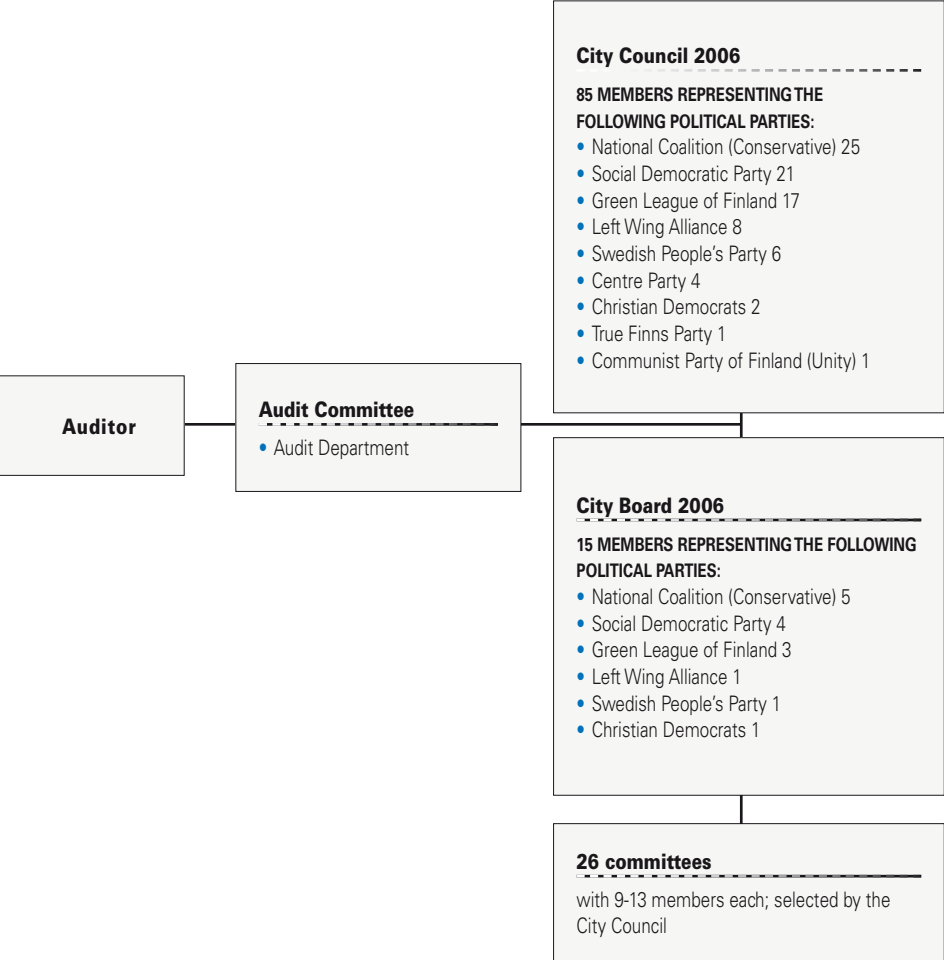 City Council 2006
85 MEMBERS REPRESENTING THE
FOLLOWING POLITICAL PARTIES:
• National Coalition (Conservative) 25
• Social Democratic Party 21
• Green League of Finland 17
• Left Wing Alliance 8
• Swedish People's Party 6
• Centre Party 4
• Christian Democrats 2
• True Finns Party 1
• Communist Party of Finland (Unity) 1
Auditor
Audit Committee
• Audit Department
City Board 2006
15 MEMBERS REPRESENTING THE FOLLOWING
POLITICAL PARTIES:
• National Coalition (Conservative) 5
• Social Democratic Party 4
• Green League of Finland 3
• Left Wing Alliance 1
• Swedish People's Party 1
• Christian Democrats 1
26 committees
with 9-13 members each; selected by the
City Council